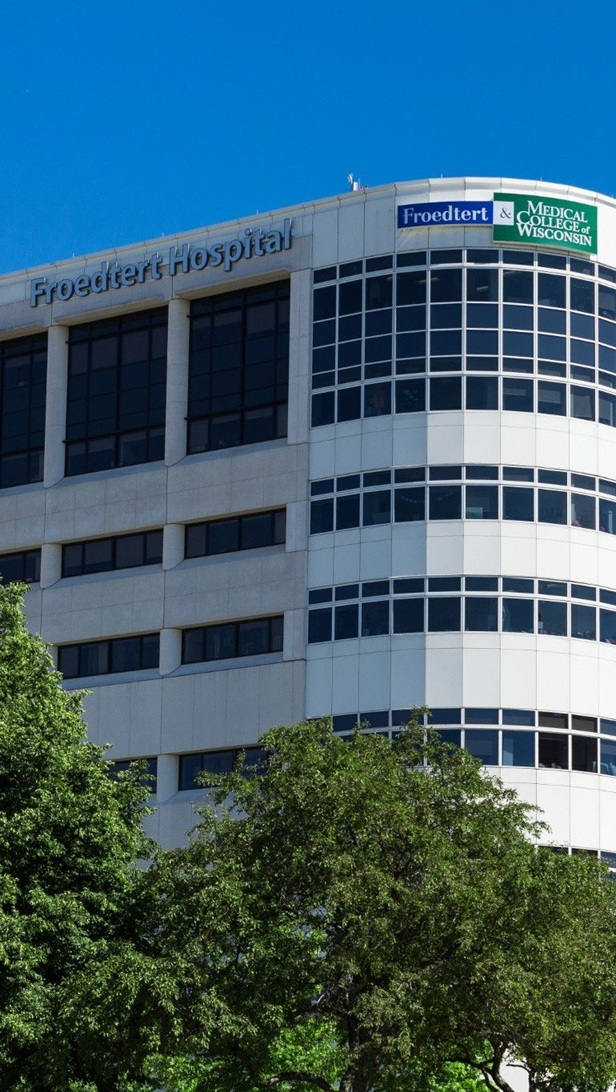 Froedtert Hospital
Froedtert & MEDICAL
COLLEGE of
WISCONSIN